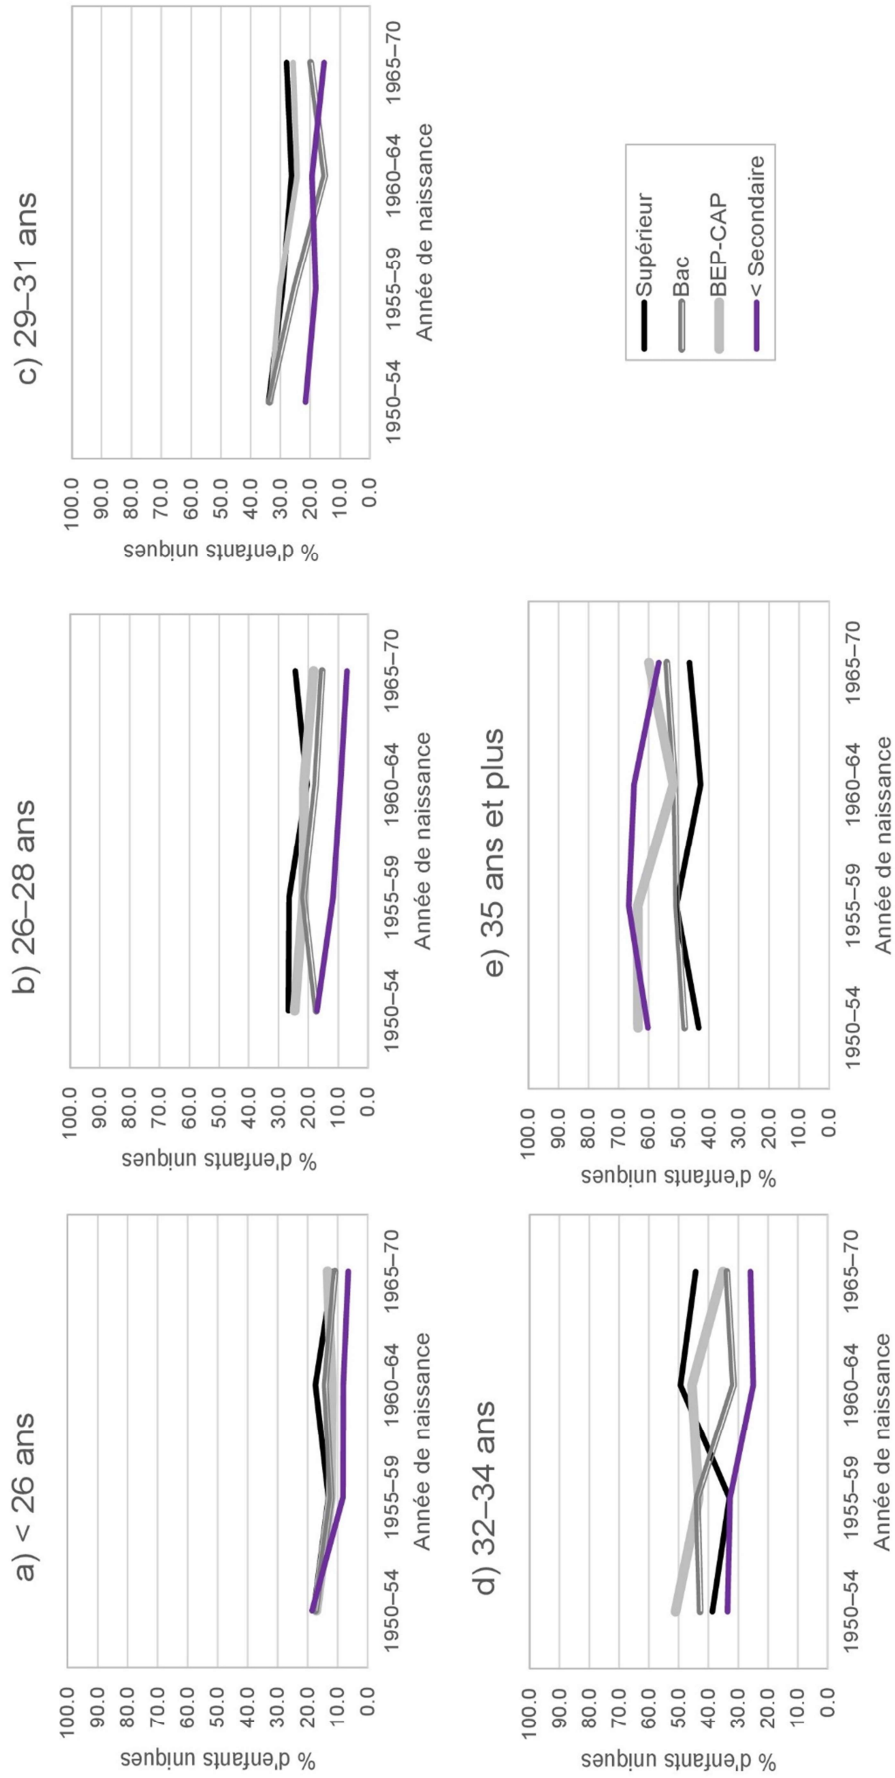 a) < 26 ans
100.0
90.0
80.0
70.0
60.0
50.0
40.0
30.0
20.0
10.0
0.0
% d'enfants uniques
1950–54 1955–59 1960–64 1965–70
Année de naissance
b) 26–28 ans
100.0
90.0
80.0
70.0
60.0
50.0
40.0
30.0
20.0
10.0
0.0
% d'enfants uniques
1950–54 1955–59 1960–64 1965–70
Année de naissance
c) 29–31 ans
100.0
90.0
80.0
70.0
60.0
50.0
40.0
30.0
20.0
10.0
0.0
% d'enfants uniques
1950–54 1955–59 1960–64 1965–70
Année de naissance
d) 32–34 ans
100.0
90.0
80.0
70.0
60.0
50.0
40.0
30.0
20.0
10.0
0.0
% d'enfants uniques
1950–54 1955–59 1960–64 1965–70
Année de naissance
e) 35 ans et plus
100.0
90.0
80.0
70.0
60.0
50.0
40.0
30.0
20.0
10.0
0.0
% d'enfants uniques
1950–54 1955–59 1960–64 1965–70
Année de naissance
Supérieur
Bac
BEP-CAP
< Secondaire